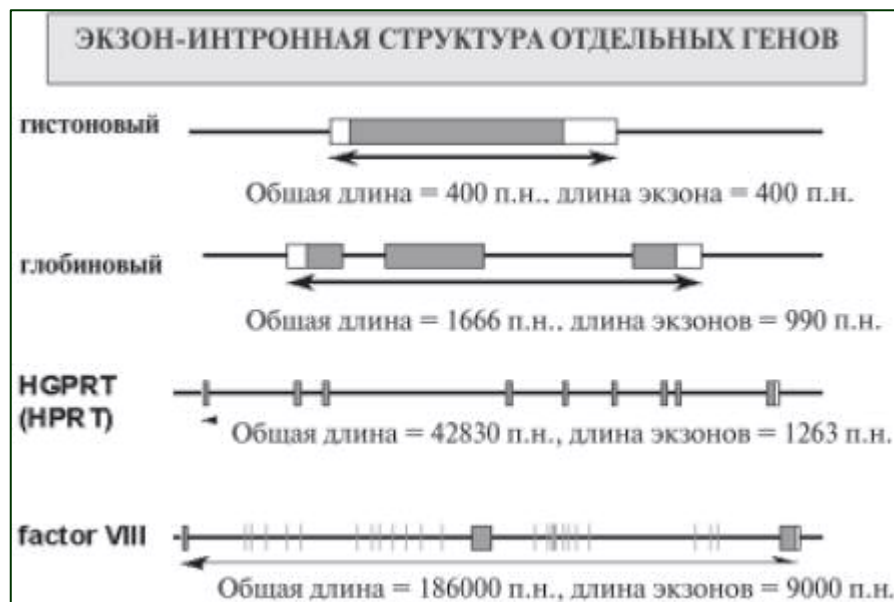 ЭКЗОН-ИНТРОННАЯ СТРУКТУРА ОТДЕЛЬНЫХ ГЕНОВ
гистоновый
Общая длина = 400 п.н., длина экзона = 400 п.н.
глобиновый
Общая длина = 1666 п.н., длина экзонов = 990 п.н.
HGPRT
(HPRT)
Общая длина = 42830 п.н., длина экзонов = 1263 п.н.
factor VIII
Общая длина = 186000 п.н., длина экзонов = 9000 п.н.